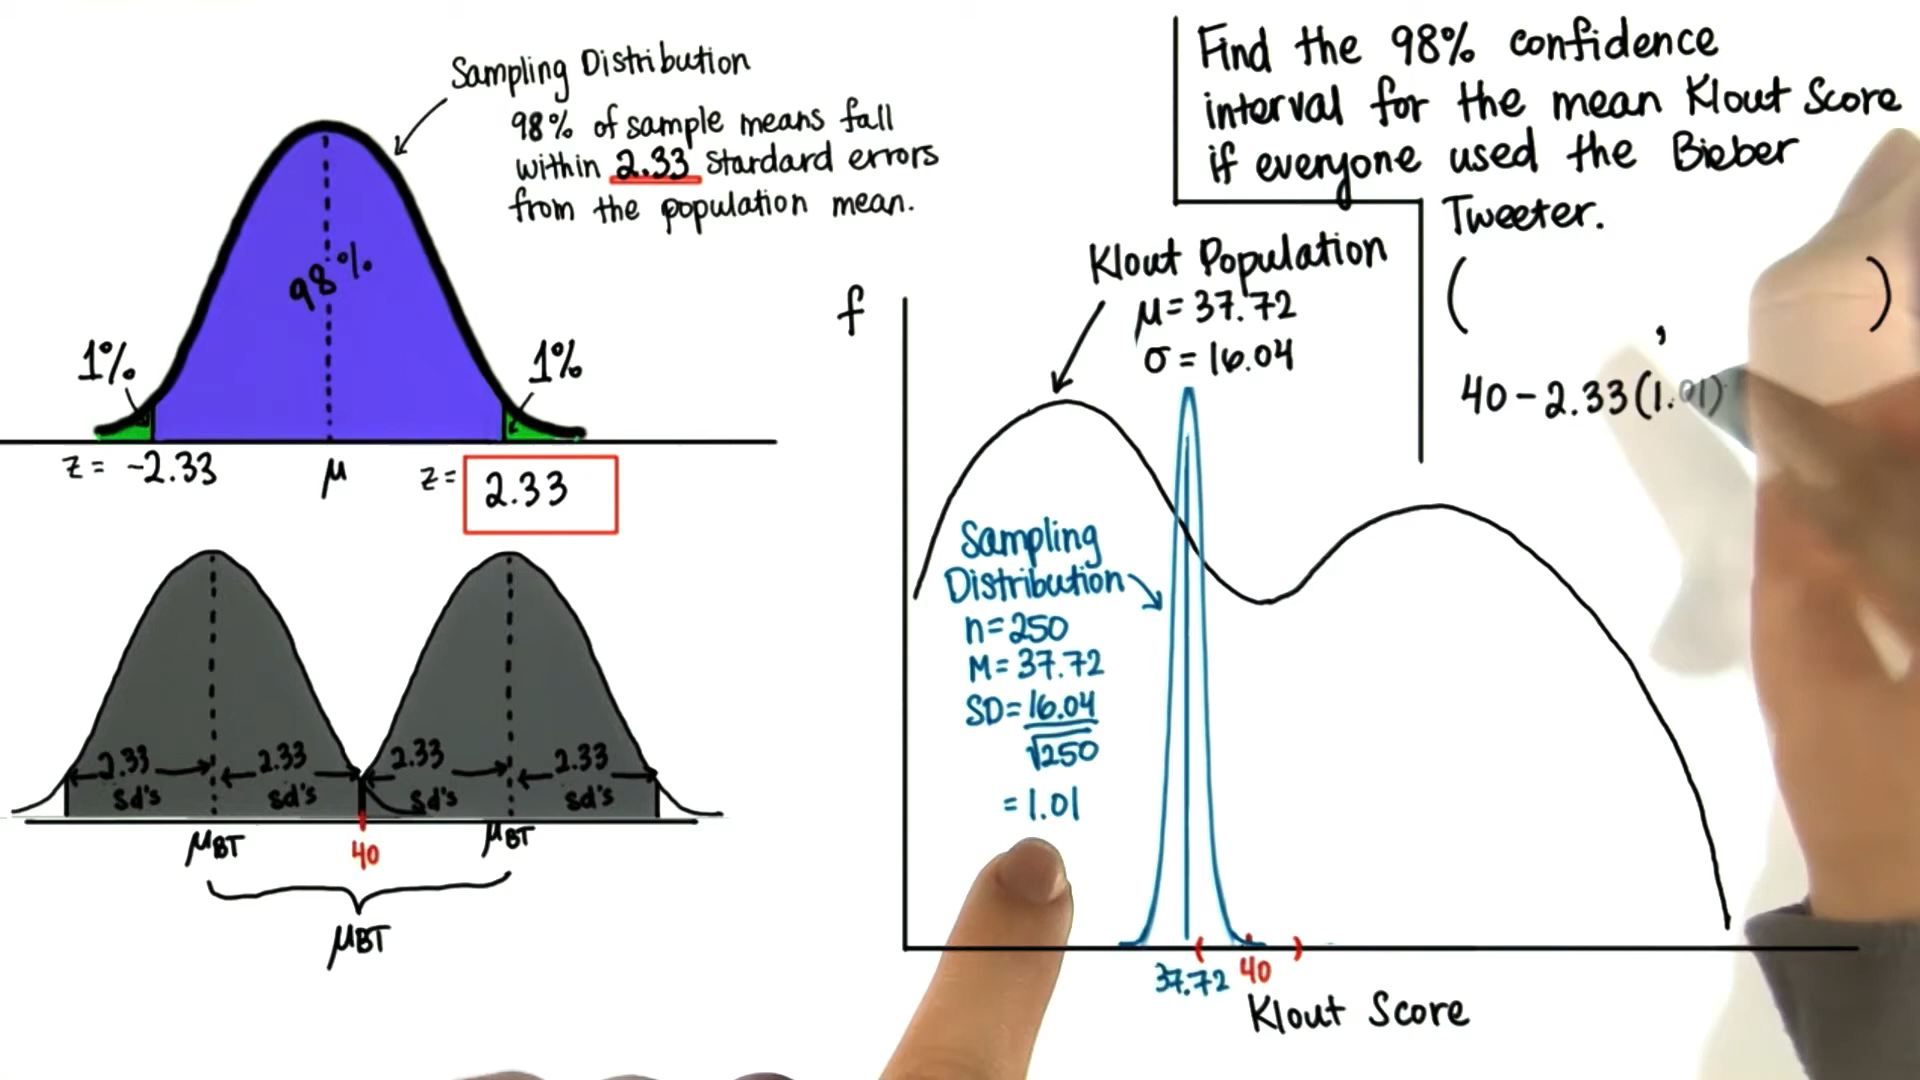 Sampling Distribution
98% of sample means fall
within 2.33 stardard errors
from the population mean.
98%
1%
1%
z = -2.33
μ
z = 2.33
2.33
sd's
2.33
sd's
2.33
sd's
2.33
sd's
μBT
40
μBT
μBT
Find the 98% confidence
interval for the mean Klout Score
if everyone used the Bieber
Tweeter.
( , )
40 - 2.33(1.01)
Klout Population
μ = 37.72
σ = 16.04
f
Sampling
Distribution
n = 250
M = 37.72
SD = 16.04
√250
= 1.01
( )
37.72 40
Klout Score